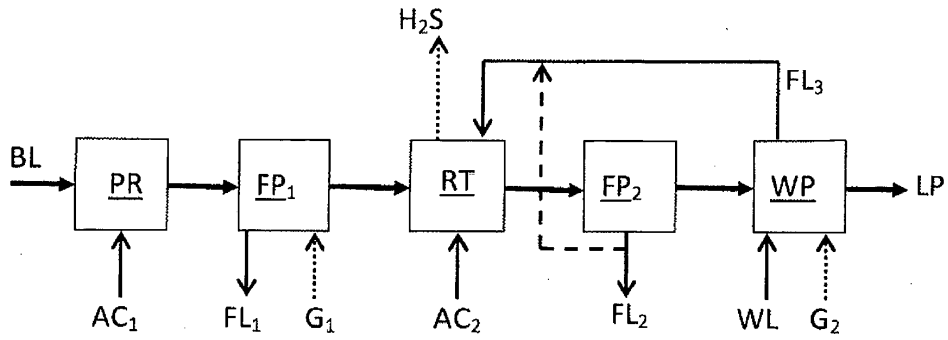 H₂S
FL₃
BL
PR
FP₁
RT
FP₂
WP
LP
AC₁
FL₁
G₁
AC₂
FL₂
WL
G₂